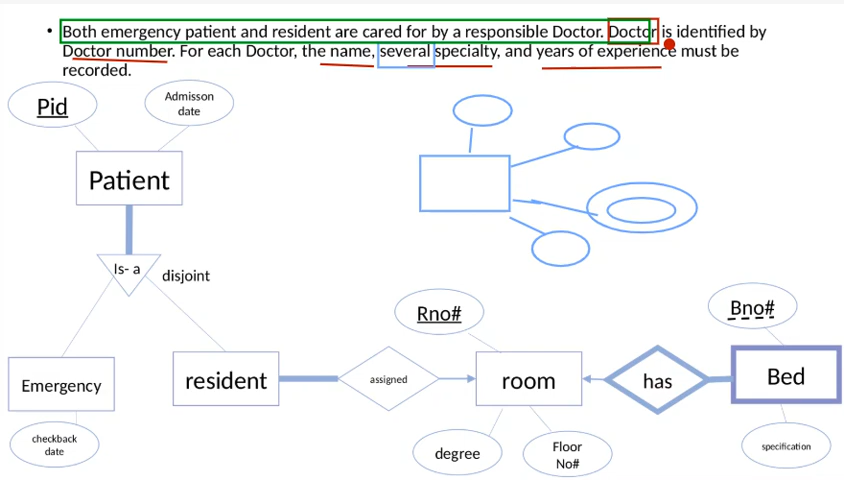 • Both emergency patient and resident are cared for by a responsible Doctor. Doctor is identified by
Doctor number. For each Doctor, the name, several specialty, and years of experience must be
recorded.
Pid
Admisson
date
Patient
Is- a
disjoint
Rno#
Bno#
Emergency
resident
assigned
room
has
Bed
checkback
date
degree
Floor
No#
specification